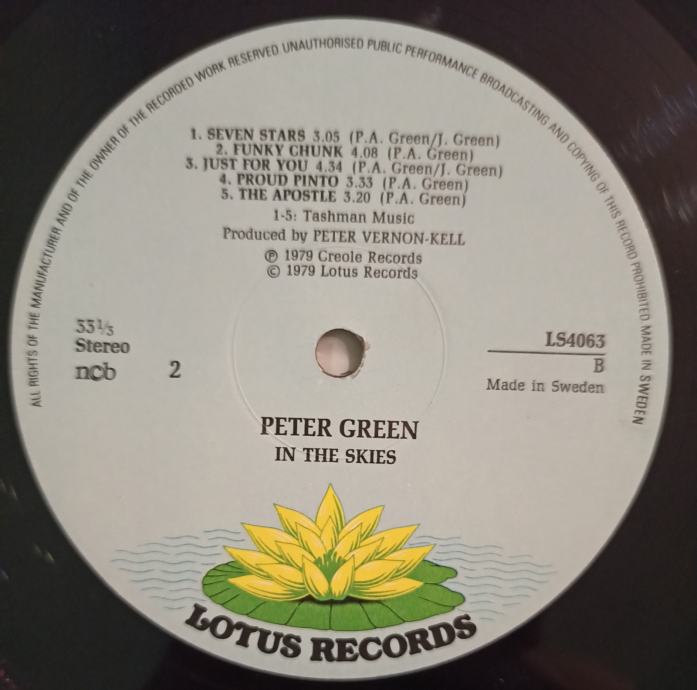 ALL RIGHTS OF THE MANUFACTURER AND OF THE OWNER OF THE RECORDED WORK RESERVED UNAUTHORISED PUBLIC PERFORMANCE BROADCASTING AND COPYING OF THIS RECORD PROHIBITED MADE IN SWEDEN
1. SEVEN STARS 3.05 (P.A. Green/J. Green)
2. FUNKY CHUNK 4.08 (P.A. Green)
3. JUST FOR YOU 4.34 (P.A. Green/J. Green)
4. PROUD PINTO 3.33 (P.A. Green)
5. THE APOSTLE 3.20 (P.A. Green)
1-5: Tashman Music
Produced by PETER VERNON-KELL
℗ 1979 Creole Records
© 1979 Lotus Records
33⅓
Stereo
ncb 2
LS4063
B
Made in Sweden
PETER GREEN
IN THE SKIES
LOTUS RECORDS